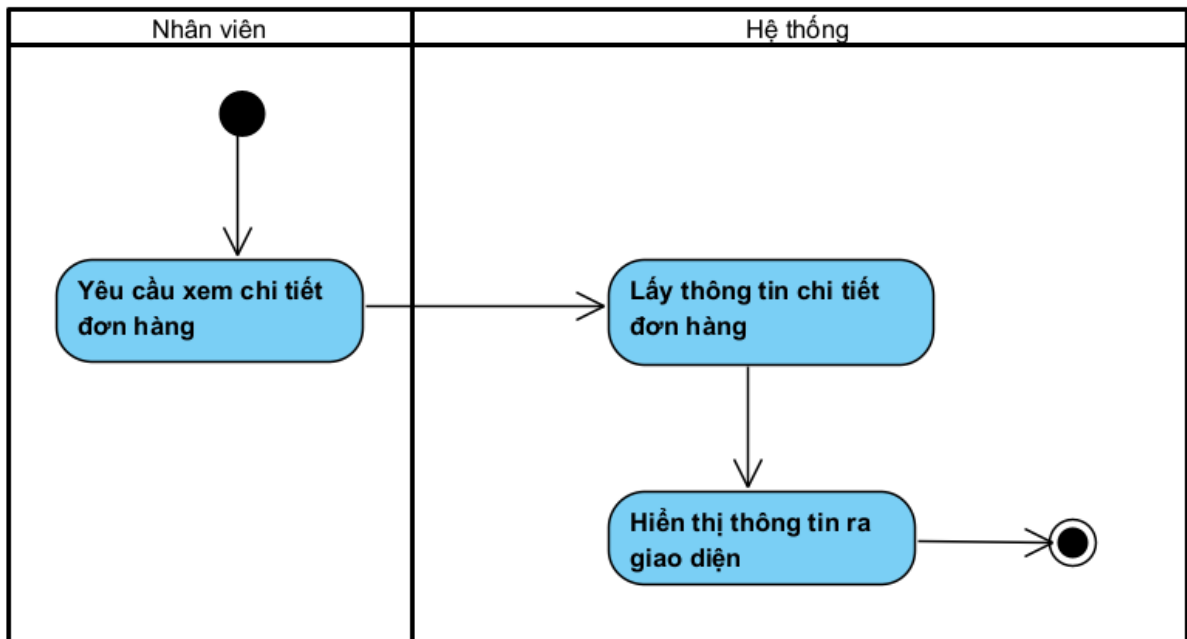 Nhân viên
Hệ thống
Yêu cầu xem chi tiết
đơn hàng
Lấy thông tin chi tiết
đơn hàng
Hiển thị thông tin ra
giao diện